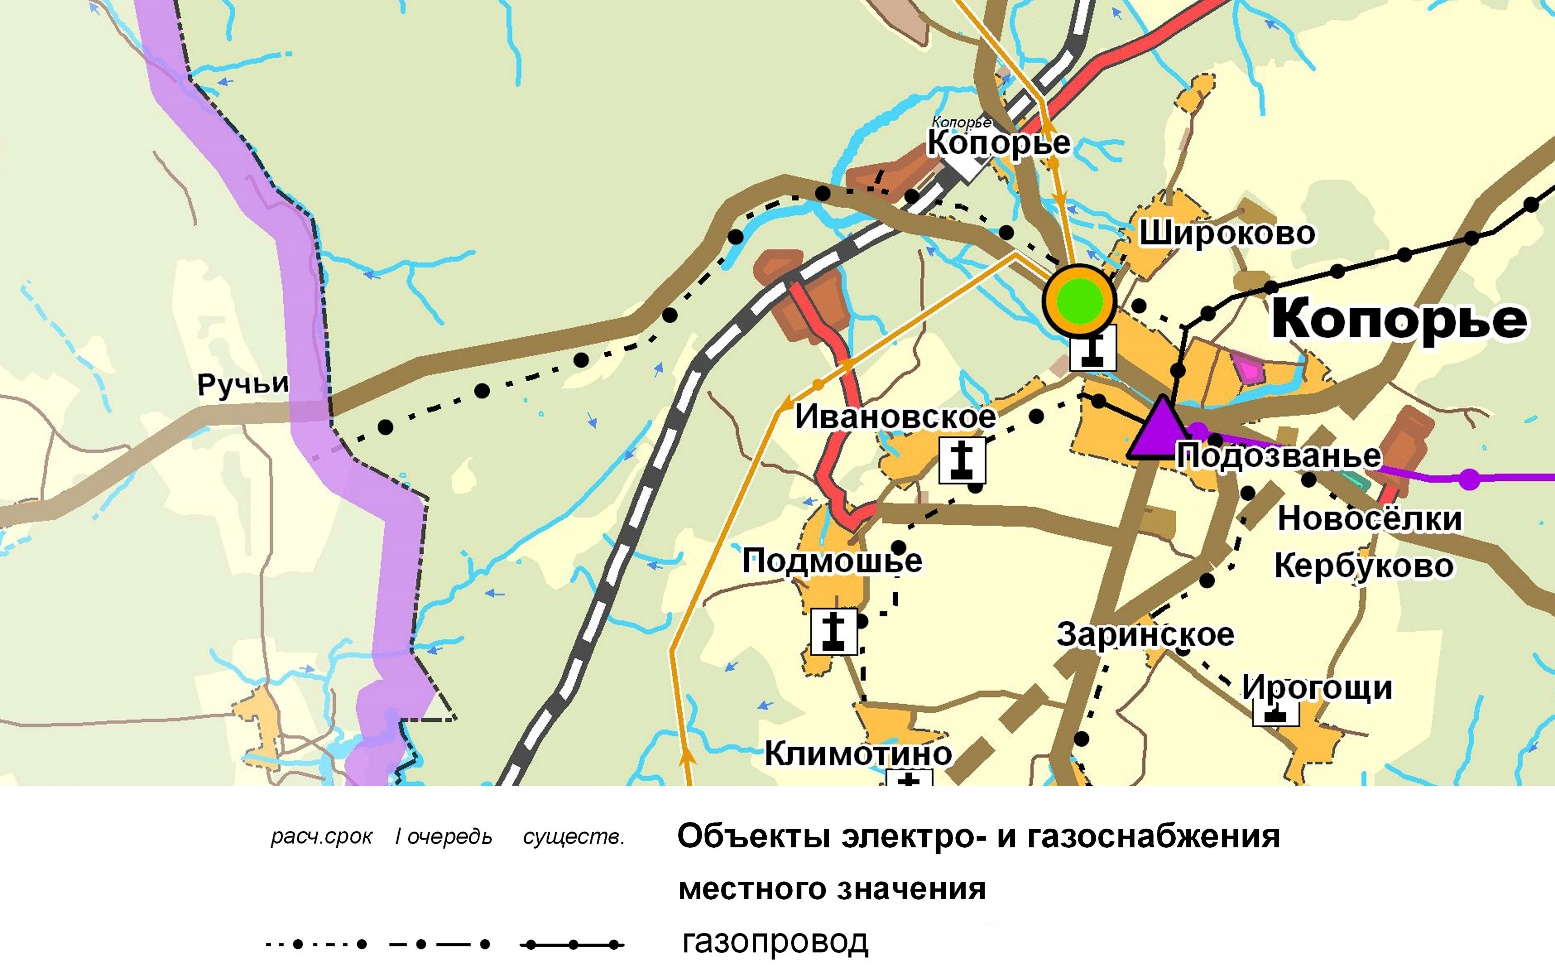 Копорье
Копорье
Широково
Копорье
Ручьи
Ивановское
Подозванье
Новосёлки
Подмошье
Кербуково
Заринское
Ирогощи
Климотино
расч.срок I очередь существ. Объекты электро- и газоснабжения
местного значения
газопровод